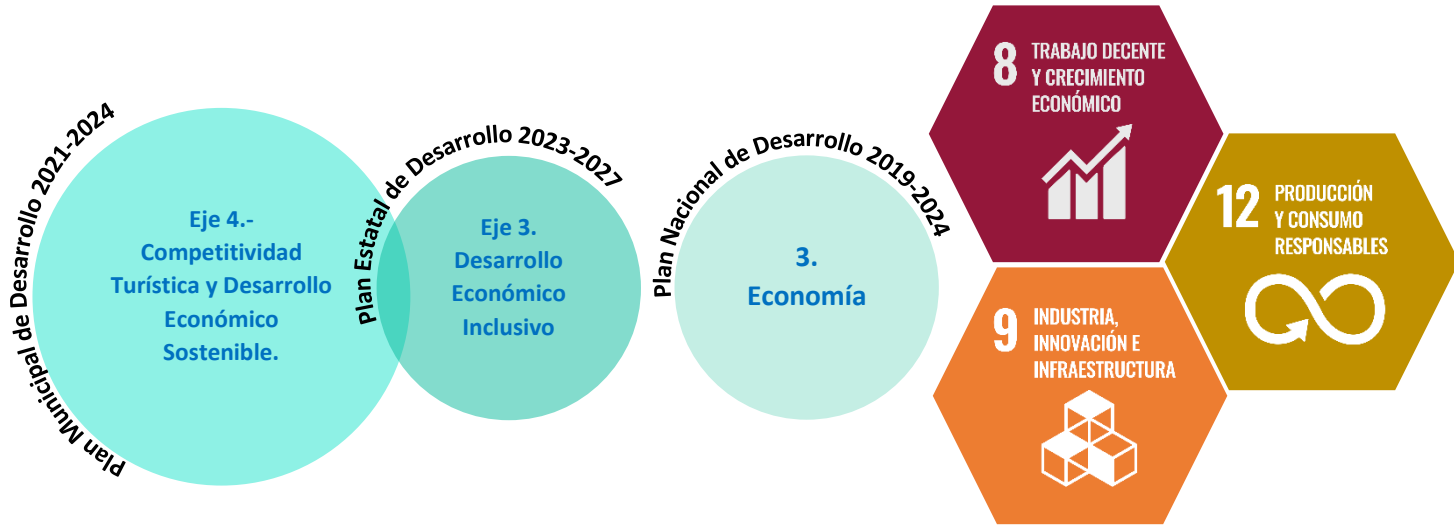 Plan Municipal de Desarrollo 2021-2024
Eje 4.-
Competitividad
Turística y Desarrollo
Económico
Sostenible.
Plan Estatal de Desarrollo 2023-2027
Eje 3.
Desarrollo
Económico
Inclusivo
Plan Nacional de Desarrollo 2019-2024
3.
Economía
8 TRABAJO DECENTE
Y CRECIMIENTO
ECONÓMICO
12 PRODUCCIÓN
Y CONSUMO
RESPONSABLES
9 INDUSTRIA,
INNOVACIÓN E
INFRAESTRUCTURA